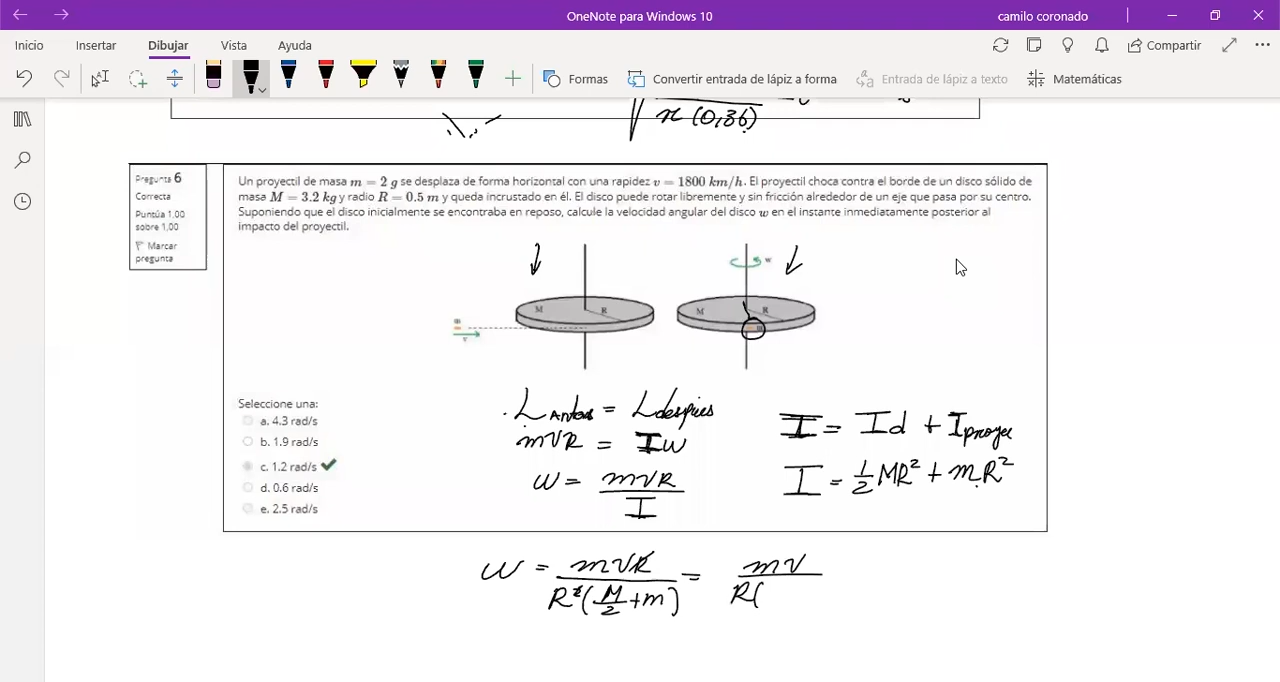 OneNote para Windows 10
camilo coronado
Inicio
Insertar
Dibujar
Vista
Ayuda
Compartir
Formas
Convertir entrada de lápiz a forma
Entrada de lápiz a texto
Matemáticas
x (0,36)
Pregunta 6
Correcta
Puntúa 1,00
sobre 1,00
Marcar
pregunta
Un proyectil de masa m = 2 g se desplaza de forma horizontal con una rapidez v = 1800 km/h. El proyectil choca contra el borde de un disco sólido de
masa M = 3.2 kg y radio R = 0.5 m y queda incrustado en él. El disco puede rotar libremente y sin fricción alrededor de un eje que pasa por su centro.
Suponiendo que el disco inicialmente se encontraba en reposo, calcule la velocidad angular del disco w en el instante inmediatamente posterior al
impacto del proyectil.
w
M R
M R
m
m
v
Seleccione una:
a. 4.3 rad/s
b. 1.9 rad/s
c. 1.2 rad/s ✔
d. 0.6 rad/s
e. 2.5 rad/s
L Antes = L después
mVR = Iw
w = mVR / I
I = Id + I proyec
I = 1/2 MR² + mR²
w = mVR / R²(M/2 + m) = mV / R(